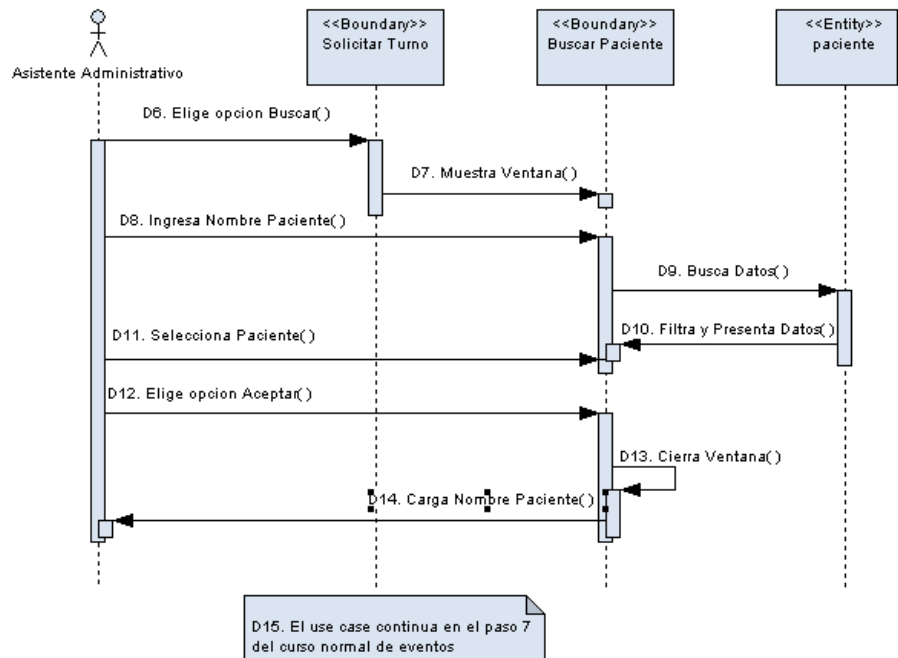 <<Boundary>>
Solicitar Turno
<<Boundary>>
Buscar Paciente
<<Entity>>
paciente
Asistente Administrativo
D6. Elige opcion Buscar( )
D7. Muestra Ventana( )
D8. Ingresa Nombre Paciente( )
D9. Busca Datos( )
D10. Filtra y Presenta Datos( )
D11. Selecciona Paciente( )
D12. Elige opcion Aceptar( )
D13. Cierra Ventana( )
D14. Carga Nombre Paciente( )
D15. El use case continua en el paso 7
del curso normal de eventos